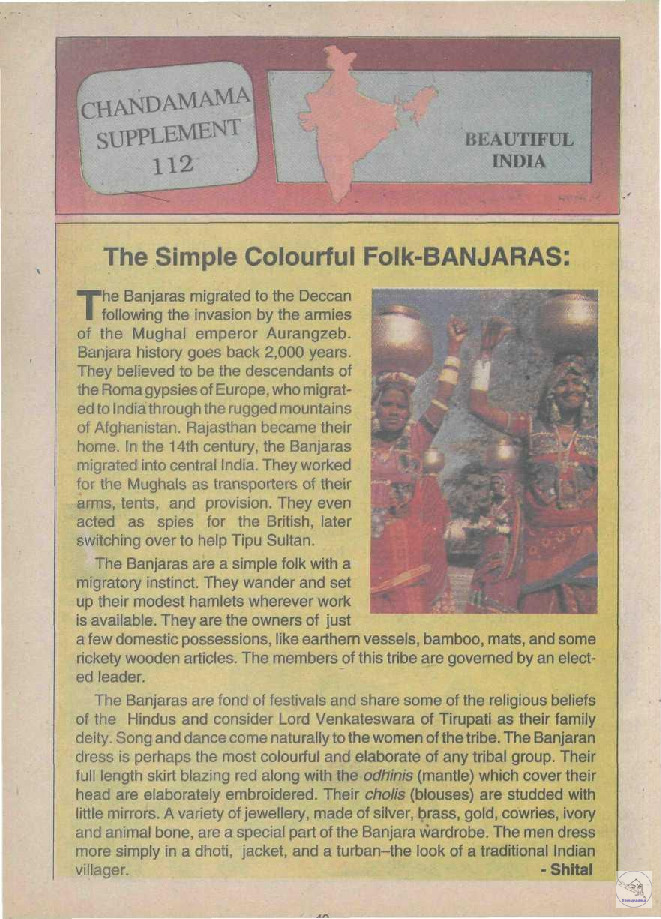 CHANDAMAMA
SUPPLEMENT
112
BEAUTIFUL
INDIA
The Simple Colourful Folk-BANJARAS:
The Banjaras migrated to the Deccan
following the invasion by the armies
of the Mughal emperor Aurangzeb.
Banjara history goes back 2,000 years.
They believed to be the descendants of
the Roma gypsies of Europe, who migrat-
ed to India through the rugged mountains
of Afghanistan. Rajasthan became their
home. In the 14th century, the Banjaras
migrated into central India. They worked
for the Mughals as transporters of their
arms, tents, and provision. They even
acted as spies for the British, later
switching over to help Tipu Sultan.
The Banjaras are a simple folk with a
migratory instinct. They wander and set
up their modest hamlets wherever work
is available. They are the owners of just
a few domestic possessions, like earthern vessels, bamboo, mats, and some
rickety wooden articles. The members of this tribe are governed by an elect-
ed leader.
The Banjaras are fond of festivals and share some of the religious beliefs
of the Hindus and consider Lord Venkateswara of Tirupati as their family
deity. Song and dance come naturally to the women of the tribe. The Banjaran
dress is perhaps the most colourful and elaborate of any tribal group. Their
full length skirt blazing red along with the odhinis (mantle) which cover their
head are elaborately embroidered. Their cholis (blouses) are studded with
little mirrors. A variety of jewellery, made of silver, brass, gold, cowries, ivory
and animal bone, are a special part of the Banjara wardrobe. The men dress
more simply in a dhoti, jacket, and a turban–the look of a traditional Indian
villager.
- Shital